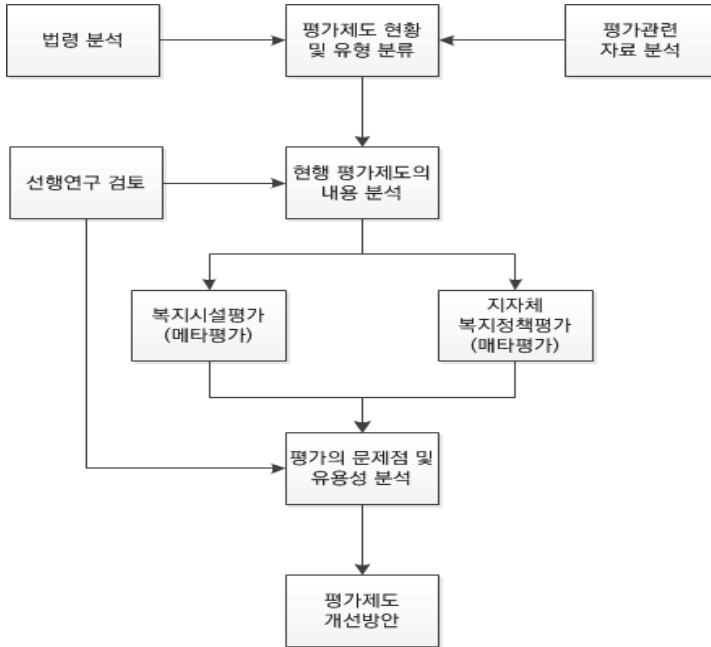 법령 분석
평가제도 현황
및 유형 분류
평가관련
자료 분석
선행연구 검토
현행 평가제도의
내용 분석
복지시설평가
(메타평가)
지자체
복지정책평가
(매타평가)
평가의 문제점 및
유용성 분석
평가제도
개선방안